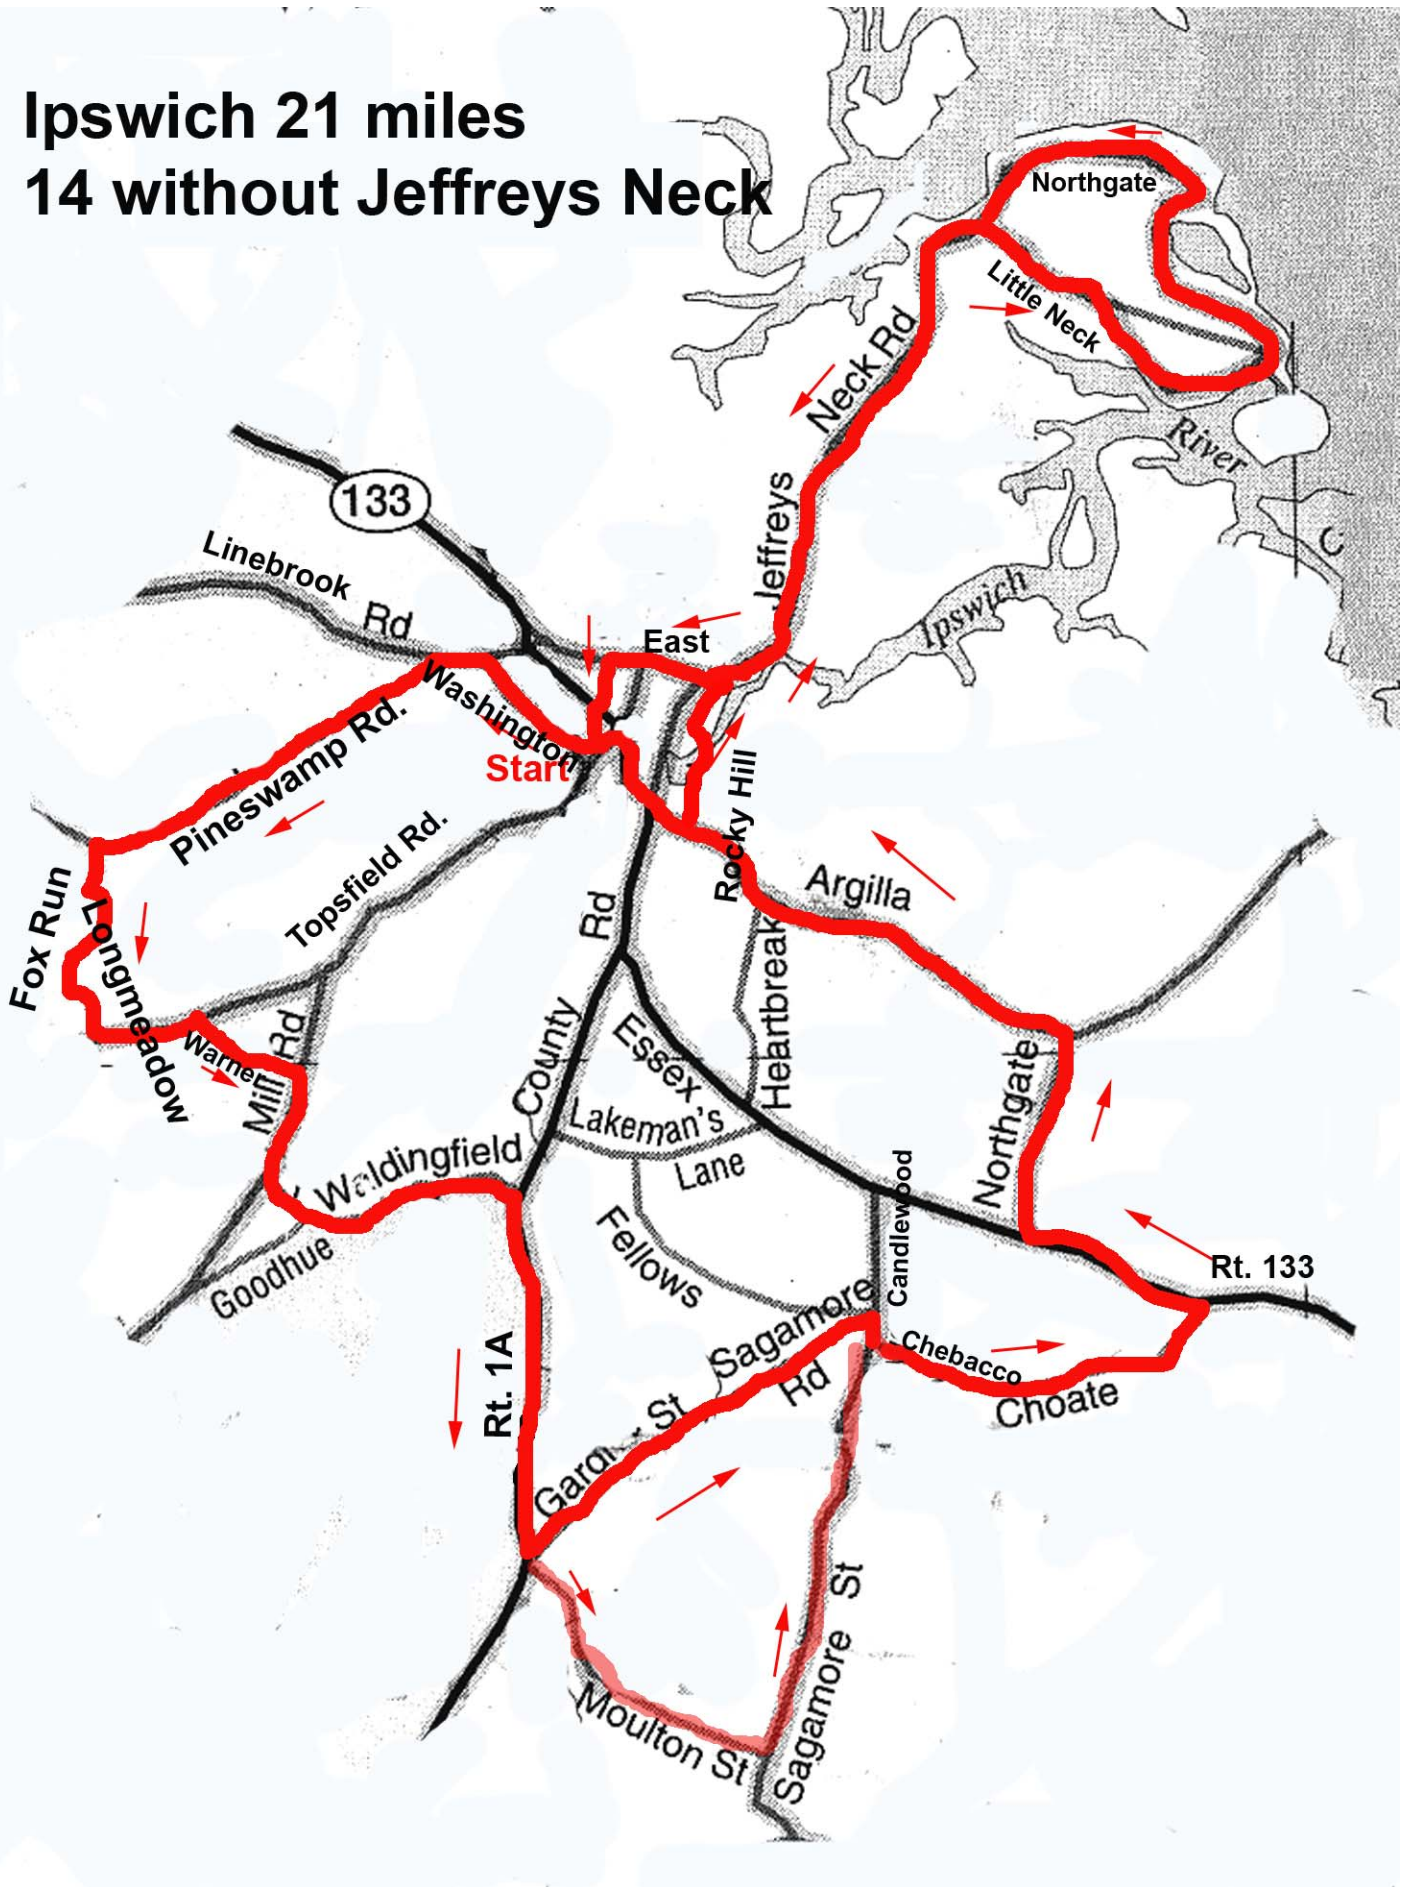 Ipswich 21 miles
14 without Jeffreys Neck
Northgate
Little Neck
Neck Rd
River
Jeffreys
133
Linebrook
Rd
Ipswich
East
Washington
Start
Pineswamp Rd.
Rocky Hill
Topsfield Rd.
Argilla
Fox Run
Longmeadow
Rd
Heartbreak
Warner
Mill Rd
County
Essex
Northgate
Lakeman's
Lane
Waldingfield
Candlewood
Fellows
Goodhue
Rt. 133
Sagamore
Rd
Chebacco
Choate
Rt. 1A
St
Moulton St
Sagamore St